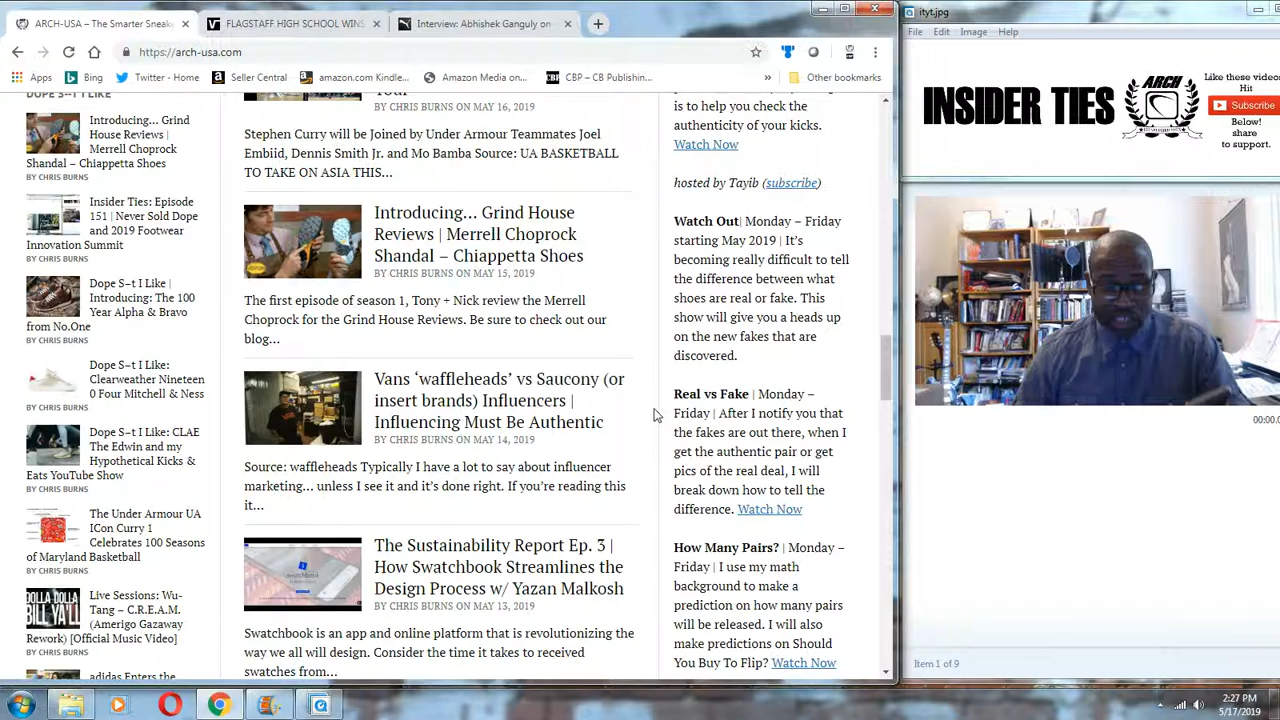 ARCH-USA – The Smarter Sneake
FLAGSTAFF HIGH SCHOOL WINS
Interview: Abhishek Ganguly on
ityt.jpg
https://arch-usa.com
File Edit Image Help
Apps
Bing
Twitter - Home
Seller Central
amazon.com Kindle...
Amazon Media on...
CBP – CB Publishin...
»
Other bookmarks
DOPE S--T I LIKE
Introducing... Grind
House Reviews |
Merrell Choprock
Shandal – Chiappetta Shoes
BY CHRIS BURNS
Insider Ties: Episode
151 | Never Sold Dope
and 2019 Footwear
Innovation Summit
BY CHRIS BURNS
Dope S–t I Like |
Introducing: The 100
Year Alpha & Bravo
from No.One
BY CHRIS BURNS
Dope S–t I Like:
Clearweather Nineteen
0 Four Mitchell & Ness
BY CHRIS BURNS
Dope S–t I Like: CLAE
The Edwin and my
Hypothetical Kicks &
Eats YouTube Show
BY CHRIS BURNS
The Under Armour UA
ICon Curry 1
Celebrates 100 Seasons
of Maryland Basketball
BY CHRIS BURNS
DOLLA DOLLA
BILL YA'LL
Live Sessions: Wu-
Tang – C.R.E.A.M.
(Amerigo Gazaway
Rework) [Official Music Video]
BY CHRIS BURNS
adidas Enters the
Tour
BY CHRIS BURNS ON MAY 16, 2019
Stephen Curry will be Joined by Under Armour Teammates Joel
Embiid, Dennis Smith Jr. and Mo Bamba Source: UA BASKETBALL
TO TAKE ON ASIA THIS...
Introducing... Grind House
Reviews | Merrell Choprock
Shandal – Chiappetta Shoes
BY CHRIS BURNS ON MAY 15, 2019
The first episode of season 1, Tony + Nick review the Merrell
Choprock for the Grind House Reviews. Be sure to check out our
blog...
Vans ‘waffleheads’ vs Saucony (or
insert brands) Influencers |
Influencing Must Be Authentic
BY CHRIS BURNS ON MAY 14, 2019
Source: waffleheads Typically I have a lot to say about influencer
marketing... unless I see it and it's done right. If you're reading this
it...
The Sustainability Report Ep. 3 |
How Swatchbook Streamlines the
Design Process w/ Yazan Malkosh
BY CHRIS BURNS ON MAY 13, 2019
Swatchbook is an app and online platform that is revolutionizing the
way we all will design. Consider the time it takes to received
swatches from...
is to help you check the
authenticity of your kicks.
Watch Now
hosted by Tayib (subscribe)
Watch Out| Monday –
Friday starting May 2019 | It's
becoming really difficult to tell
the difference between what
shoes are real or fake. This
show will give you a heads up
on the new fakes that are
discovered.
Real vs Fake | Monday –
Friday | After I notify you that
the fakes are out there, when I
get the authentic pair or get
pics of the real deal, I will
break down how to tell the
difference. Watch Now
How Many Pairs? | Monday –
Friday | I use my math
background to make a
prediction on how many pairs
will be released. I will also
make predictions on Should
You Buy To Flip? Watch Now
INSIDER TIES
ARCH
Like these videos
Hit
Subscribe
Below!
share
to support.
00:00.0
Item 1 of 9
2:27 PM
5/17/2019